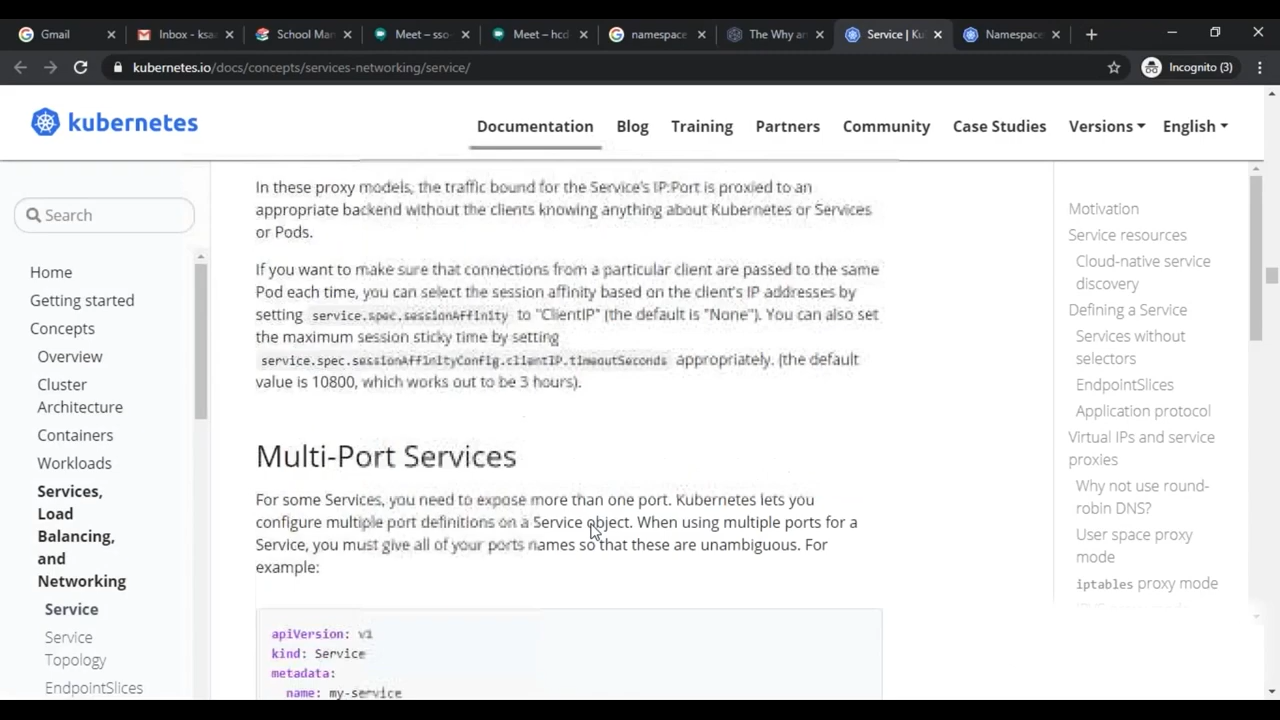 Gmail
Inbox - ksa
School Man
Meet – sso-
Meet – hcd
namespace
The Why an
Service | Ku
Namespace
kubernetes.io/docs/concepts/services-networking/service/
Incognito (3)
kubernetes
Documentation
Blog
Training
Partners
Community
Case Studies
Versions
English
Search
Home
Getting started
Concepts
Overview
Cluster
Architecture
Containers
Workloads
Services,
Load
Balancing,
and
Networking
Service
Service
Topology
EndpointSlices
In these proxy models, the traffic bound for the Service's IP:Port is proxied to an
appropriate backend without the clients knowing anything about Kubernetes or Services
or Pods.
If you want to make sure that connections from a particular client are passed to the same
Pod each time, you can select the session affinity based on the client's IP addresses by
setting service.spec.sessionAffinity to "ClientIP" (the default is "None"). You can also set
the maximum session sticky time by setting
service.spec.sessionAffinityConfig.clientIP.timeoutSeconds appropriately. (the default
value is 10800, which works out to be 3 hours).
Multi-Port Services
For some Services, you need to expose more than one port. Kubernetes lets you
configure multiple port definitions on a Service object. When using multiple ports for a
Service, you must give all of your ports names so that these are unambiguous. For
example:
apiVersion: v1
kind: Service
metadata:
name: my-service
Motivation
Service resources
Cloud-native service
discovery
Defining a Service
Services without
selectors
EndpointSlices
Application protocol
Virtual IPs and service
proxies
Why not use round-
robin DNS?
User space proxy
mode
iptables proxy mode